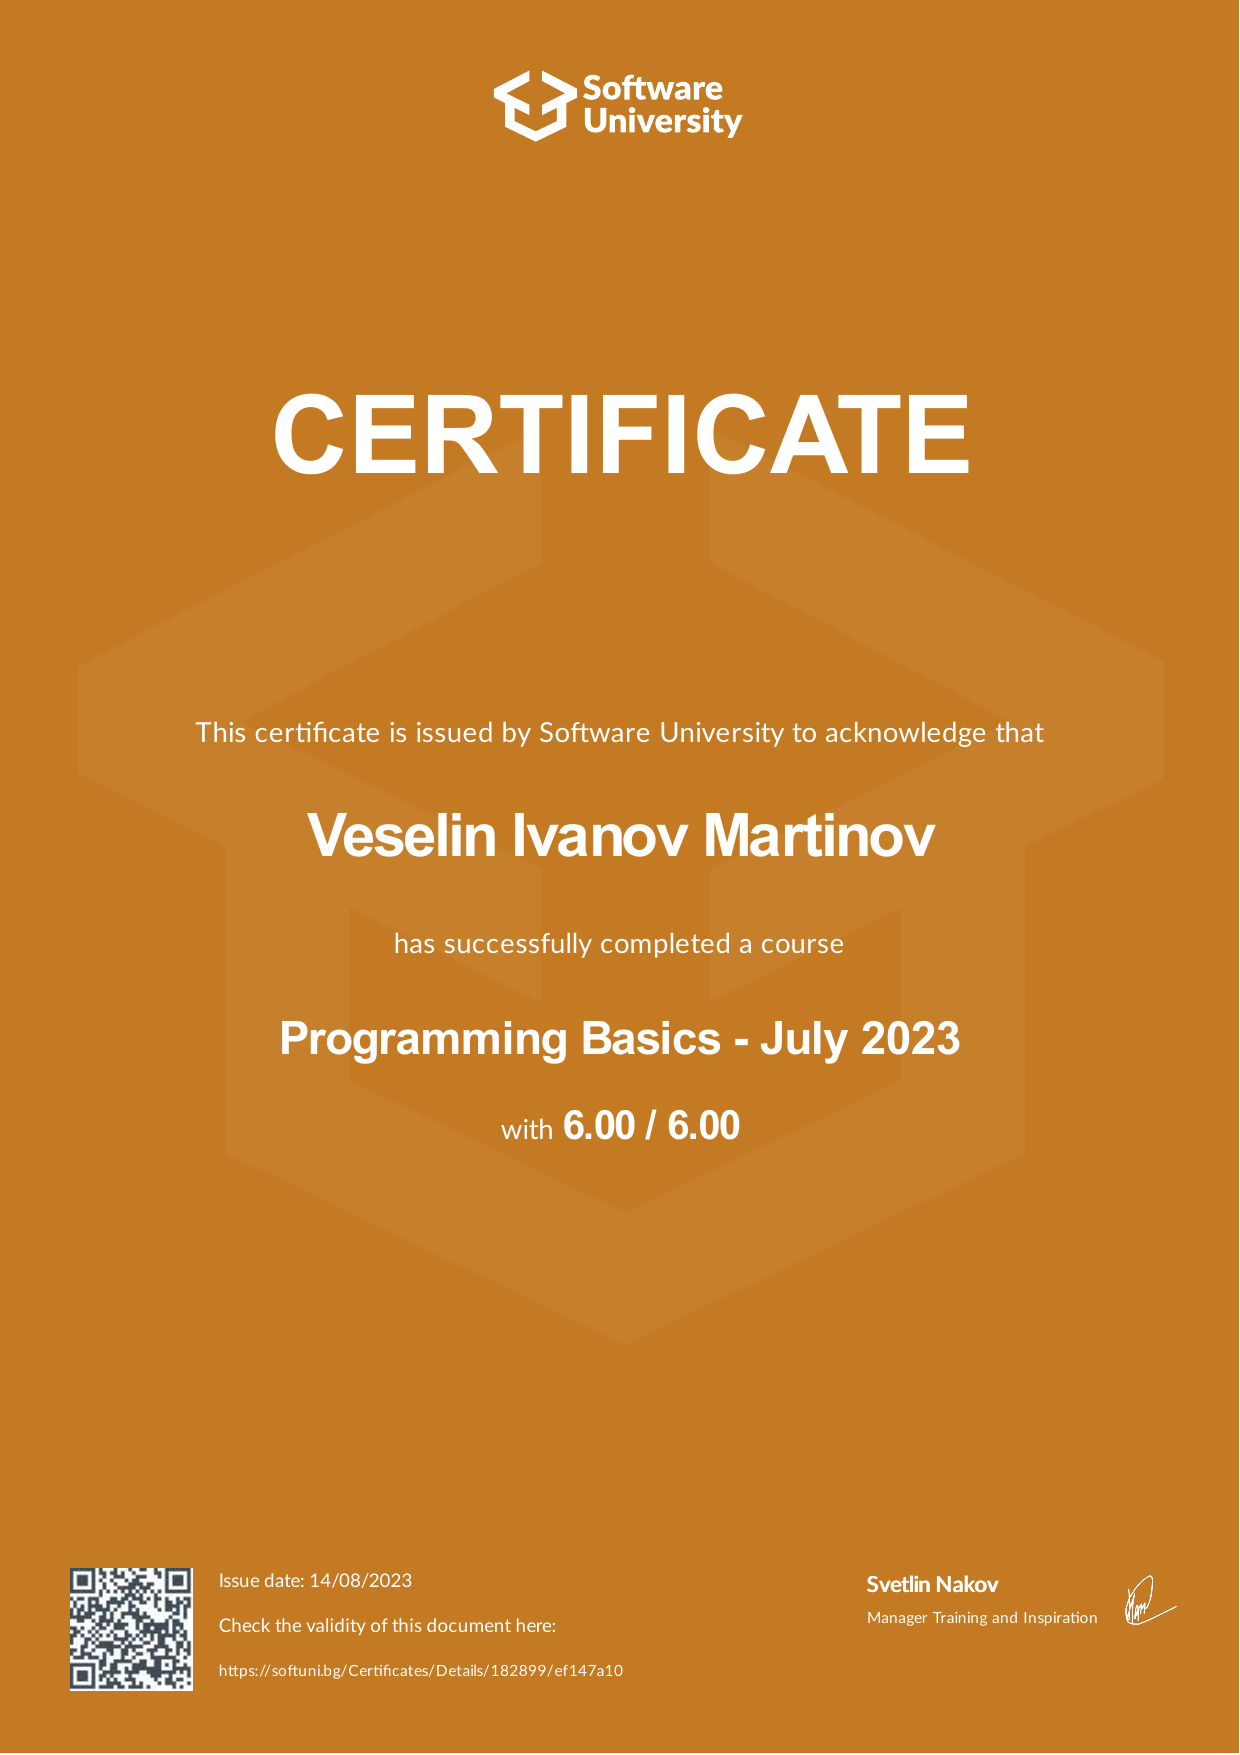 Software
University
CERTIFICATE
This certificate is issued by Software University to acknowledge that
Veselin Ivanov Martinov
has successfully completed a course
Programming Basics - July 2023
with 6.00 / 6.00
Issue date: 14/08/2023
Check the validity of this document here:
https://softuni.bg/Certificates/Details/182899/ef147a10
Svetlin Nakov
Manager Training and Inspiration